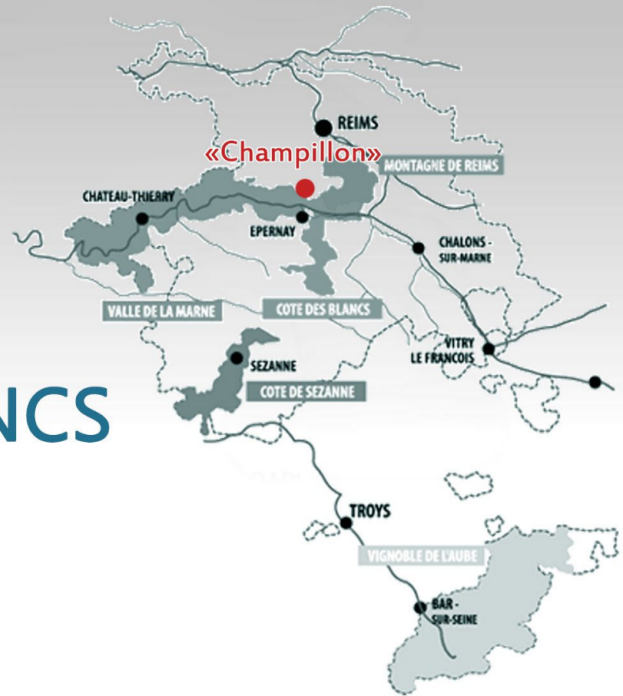 REIMS
«Champillon»
MONTAGNE DE REIMS
CHATEAU-THIERRY
EPERNAY
CHALONS -
SUR-MARNE
VALLE DE LA MARNE
COTE DES BLANCS
VITRY
LE FRANCOIS
SEZANNE
COTE DE SEZANNE
NCS
TROYS
VIGNOBLE DE L'AUBE
BAR -
SUR-SEINE